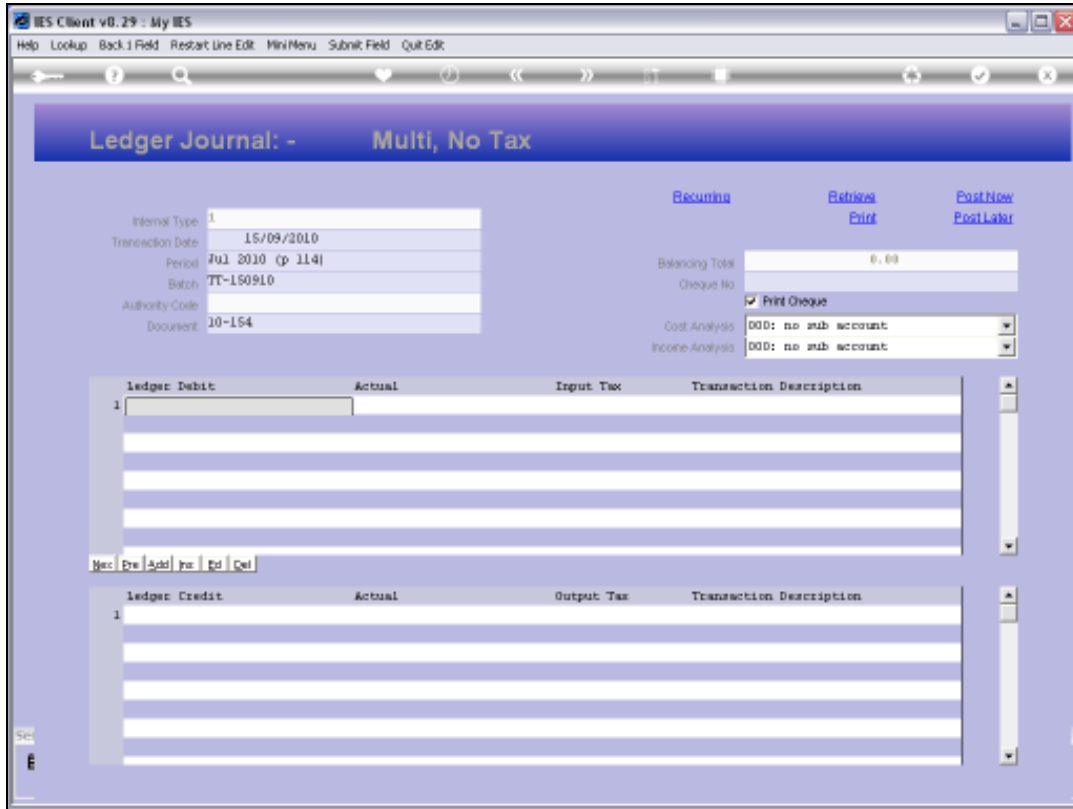 IES Client v8.29 : My IES
Help Lookup Back 1 Field Restart Line Edit MiniMenu Submit Field Quit Edit
Ledger Journal: - Multi, No Tax
Recurring Retrieve Post Now
Print Post Later
Internal Type 1
Transaction Date 15/09/2010
Period Jul 2010 (p 114)
Batch TT-150910
Authority Code
Document 10-154
Balancing Total 0.00
Cheque No
Print Cheque
Cost Analysis 000: no sub account
Income Analysis 000: no sub account
Ledger Debit Actual Input Tax Transaction Description
1
Nex Pre Add Ins Ed Del
Ledger Credit Actual Output Tax Transaction Description
1